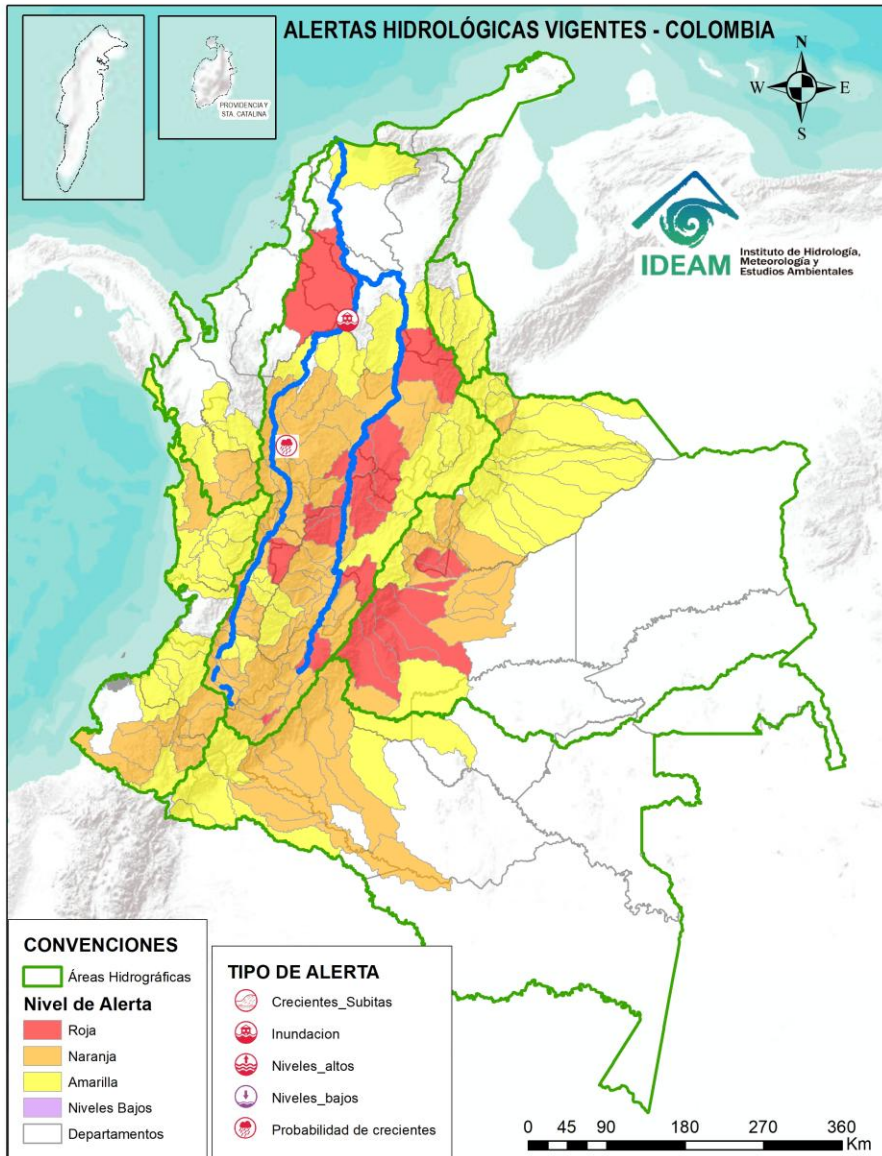 ALERTAS HIDROLÓGICAS VIGENTES - COLOMBIA
PROVIDENCIA Y
STA. CATALINA
N
W E
S
IDEAM
Instituto de Hidrología,
Meteorología y
Estudios Ambientales
CONVENCIONES
Áreas Hidrográficas
Nivel de Alerta
Roja
Naranja
Amarilla
Niveles Bajos
Departamentos
TIPO DE ALERTA
Crecientes_Subitas
Inundacion
Niveles_altos
Niveles_bajos
Probabilidad de crecientes
0 45 90 180 270 360
Km